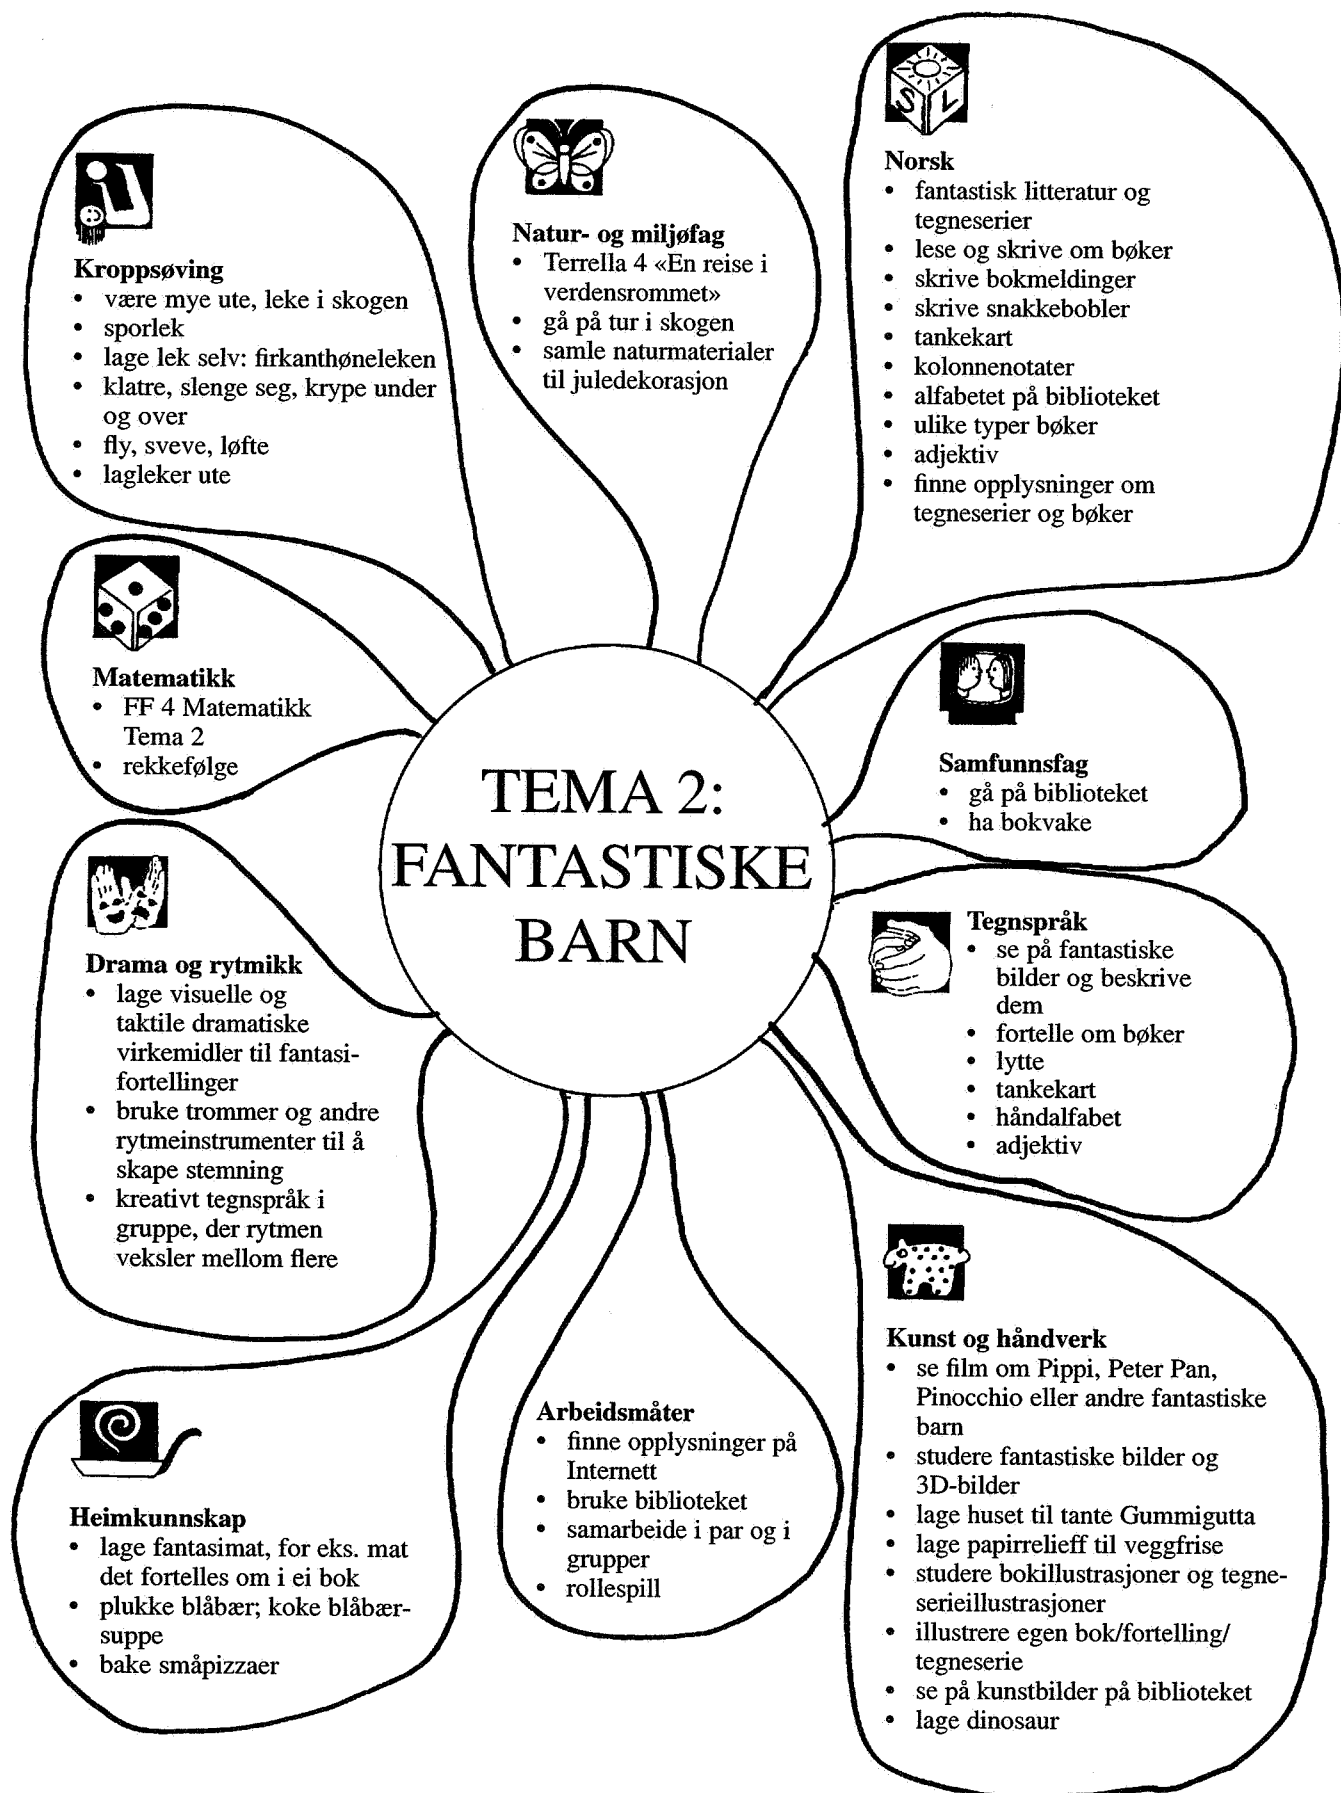 Kroppsøving
• være mye ute, leke i skogen
• sporlek
• lage lek selv: firkanthøneleken
• klatre, slenge seg, krype under
og over
• fly, sveve, løfte
• lagleker ute
Natur- og miljøfag
• Terrella 4 «En reise i
verdensrommet»
• gå på tur i skogen
• samle naturmaterialer
til juledekorasjon
S L
Norsk
• fantastisk litteratur og
tegneserier
• lese og skrive om bøker
• skrive bokmeldinger
• skrive snakkebobler
• tankekart
• kolonnenotater
• alfabetet på biblioteket
• ulike typer bøker
• adjektiv
• finne opplysninger om
tegneserier og bøker
Matematikk
• FF 4 Matematikk
Tema 2
• rekkefølge
TEMA 2:
FANTASTISKE
BARN
Samfunnsfag
• gå på biblioteket
• ha bokvake
Tegnspråk
• se på fantastiske
bilder og beskrive
dem
• fortelle om bøker
• lytte
• tankekart
• håndalfabet
• adjektiv
Drama og rytmikk
• lage visuelle og
taktile dramatiske
virkemidler til fantasi-
fortellinger
• bruke trommer og andre
rytmeinstrumenter til å
skape stemning
• kreativt tegnspråk i
gruppe, der rytmen
veksler mellom flere
Heimkunnskap
• lage fantasimat, for eks. mat
det fortelles om i ei bok
• plukke blåbær; koke blåbær-
suppe
• bake småpizzaer
Arbeidsmåter
• finne opplysninger på
Internett
• bruke biblioteket
• samarbeide i par og i
grupper
• rollespill
Kunst og håndverk
• se film om Pippi, Peter Pan,
Pinocchio eller andre fantastiske
barn
• studere fantastiske bilder og
3D-bilder
• lage huset til tante Gummigutta
• lage papirrelieff til veggfrise
• studere bokillustrasjoner og tegne-
serieillustrasjoner
• illustrere egen bok/fortelling/
tegneserie
• se på kunstbilder på biblioteket
• lage dinosaur